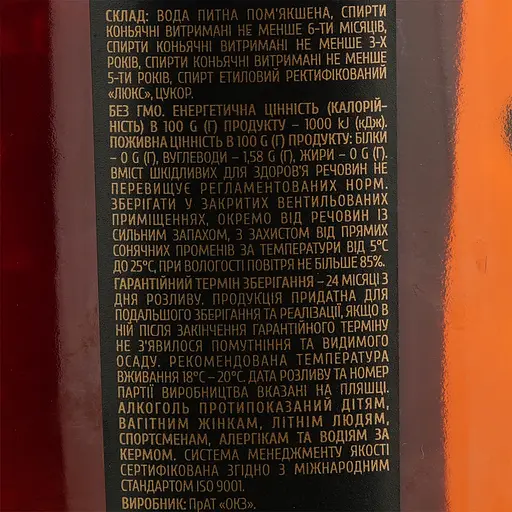 СКЛАД: ВОДА ПИТНА ПОМ'ЯКШЕНА, СПИРТИ
КОНЬЯЧНІ ВИТРИМАНІ НЕ МЕНШЕ 6-ТИ МІСЯЦІВ,
СПИРТИ КОНЬЯЧНІ ВИТРИМАНІ НЕ МЕНШЕ 3-Х
РОКІВ, СПИРТИ КОНЬЯЧНІ ВИТРИМАНІ НЕ МЕНШЕ
5-ТИ РОКІВ, СПИРТ ЕТИЛОВИЙ РЕКТИФІКОВАНИЙ
«ЛЮКС», ЦУКОР.
БЕЗ ГМО. ЕНЕРГЕТИЧНА ЦІННІСТЬ (КАЛОРІЙ-
НІСТЬ) В 100 G (Г) ПРОДУКТУ – 1000 kJ (кДж).
ПОЖИВНА ЦІННІСТЬ В 100 G (Г) ПРОДУКТУ: БІЛКИ
– 0 G (Г), ВУГЛЕВОДИ – 1,58 G (Г), ЖИРИ – 0 G (Г).
ВМІСТ ШКІДЛИВИХ ДЛЯ ЗДОРОВ'Я РЕЧОВИН НЕ
ПЕРЕВИЩУЄ РЕГЛАМЕНТОВАНИХ НОРМ.
ЗБЕРІГАТИ У ЗАКРИТИХ ВЕНТИЛЬОВАНИХ
ПРИМІЩЕННЯХ, ОКРЕМО ВІД РЕЧОВИН ІЗ
СИЛЬНИМ ЗАПАХОМ, З ЗАХИСТОМ ВІД ПРЯМИХ
СОНЯЧНИХ ПРОМЕНІВ ЗА ТЕМПЕРАТУРИ ВІД 5°С
ДО 25°С, ПРИ ВОЛОГОСТІ ПОВІТРЯ НЕ БІЛЬШЕ 85%.
ГАРАНТІЙНИЙ ТЕРМІН ЗБЕРІГАННЯ – 24 МІСЯЦІ З
ДНЯ РОЗЛИВУ. ПРОДУКЦІЯ ПРИДАТНА ДЛЯ
ПОДАЛЬШОГО ЗБЕРІГАННЯ ТА РЕАЛІЗАЦІЇ, ЯКЩО В
НІЙ ПІСЛЯ ЗАКІНЧЕННЯ ГАРАНТІЙНОГО ТЕРМІНУ
НЕ З'ЯВИЛОСЯ ПОМУТНІННЯ ТА ВИДИМОГО
ОСАДУ. РЕКОМЕНДОВАНА ТЕМПЕРАТУРА
ВЖИВАННЯ 18°С – 20°С. ДАТА РОЗЛИВУ ТА НОМЕР
ПАРТІЇ ВИРОБНИЦТВА ВКАЗАНІ НА ПЛЯШЦІ.
АЛКОГОЛЬ ПРОТИПОКАЗАНИЙ ДІТЯМ,
ВАГІТНИМ ЖІНКАМ, ЛІТНІМ ЛЮДЯМ,
СПОРТСМЕНАМ, АЛЕРГІКАМ ТА ВОДІЯМ ЗА
КЕРМОМ. СИСТЕМА МЕНЕДЖМЕНТУ ЯКОСТІ
СЕРТИФІКОВАНА ЗГІДНО З МІЖНАРОДНИМ
СТАНДАРТОМ ISO 9001.
ВИРОБНИК: ПрАТ «ОКЗ».